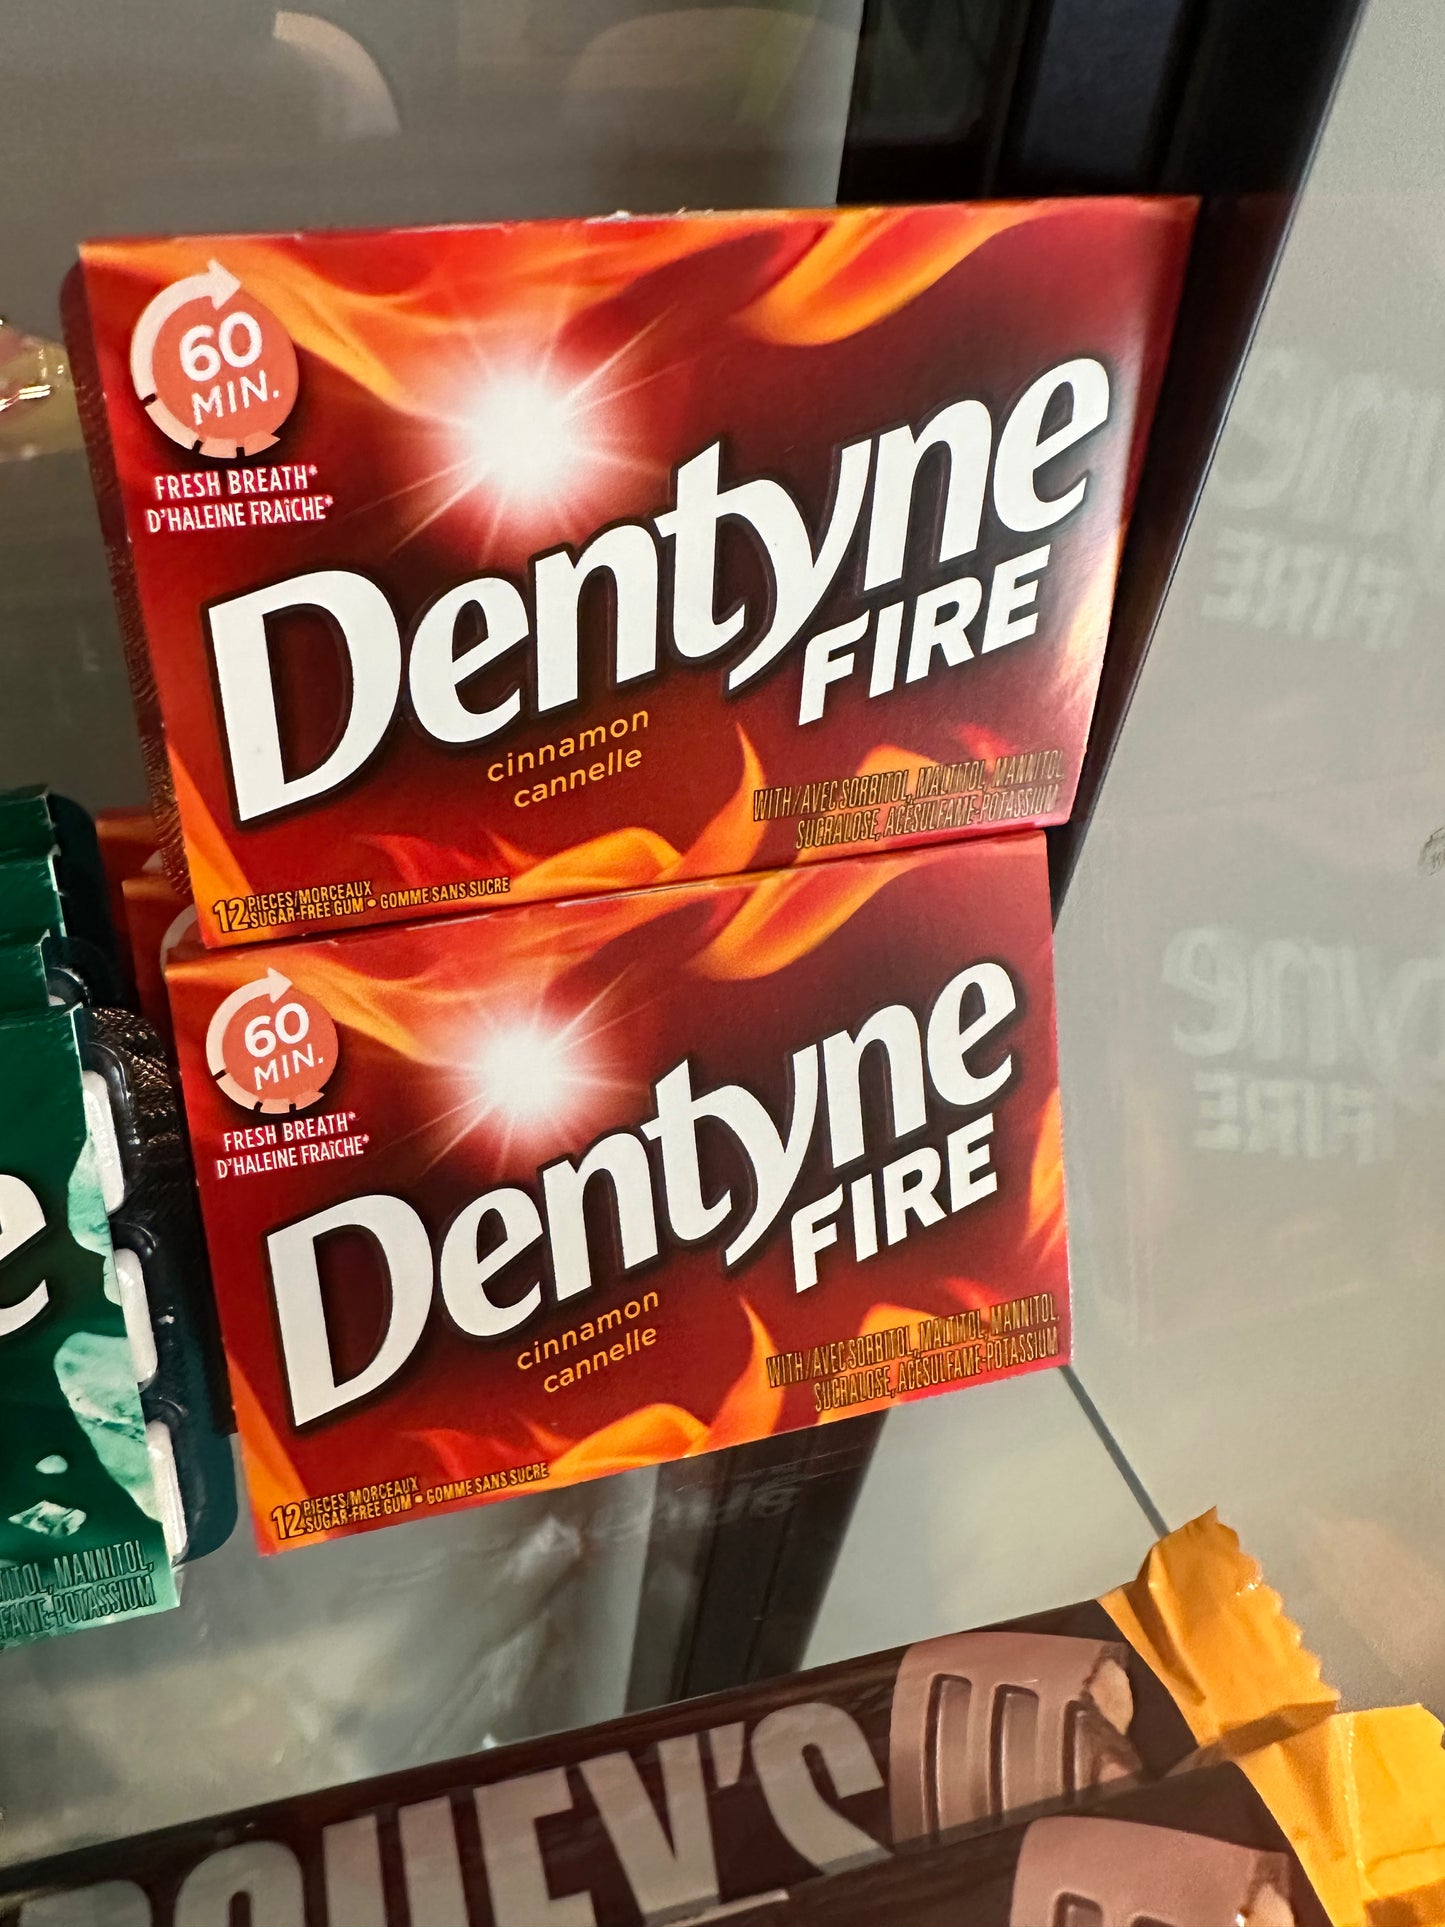 60
MIN.
FRESH BREATH*
D'HALEINE FRAÎCHE*
Dentyne
FIRE
cinnamon
cannelle
WITH/AVEC SORBITOL, MALTITOL, MANNITOL
SUCRALOSE, ACÉSULFAME-POTASSIUM
12 PIECES/MORCEAUX
SUGAR-FREE GUM • GOMME SANS SUCRE
60
MIN.
FRESH BREATH*
D'HALEINE FRAÎCHE*
Dentyne
FIRE
cinnamon
cannelle
WITH/AVEC SORBITOL, MALTITOL, MANNITOL
SUCRALOSE, ACÉSULFAME-POTASSIUM
12 PIECES/MORCEAUX
SUGAR-FREE GUM • GOMME SANS SUCRE
MANNITOL,
POTASSIUM